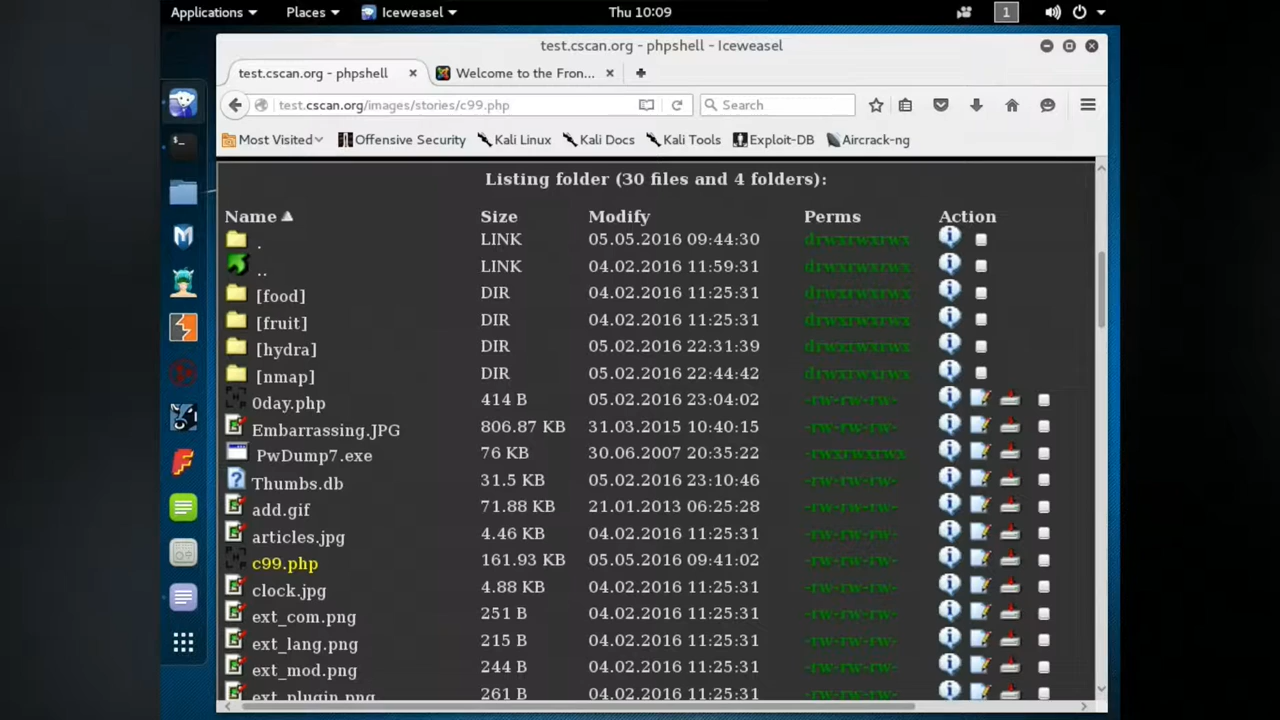 Applications Places Iceweasel Thu 10:09 1
test.cscan.org - phpshell - Iceweasel
test.cscan.org - phpshell × Welcome to the Fron... ×
test.cscan.org/images/stories/c99.php Search
Most Visited Offensive Security Kali Linux Kali Docs Kali Tools Exploit-DB Aircrack-ng
Listing folder (30 files and 4 folders):
Name Size Modify Perms Action
. LINK 05.05.2016 09:44:30 drwxrwxrwx
.. LINK 04.02.2016 11:59:31 drwxrwxrwx
[food] DIR 04.02.2016 11:25:31 drwxrwxrwx
[fruit] DIR 04.02.2016 11:25:31 drwxrwxrwx
[hydra] DIR 05.02.2016 22:31:39 drwxrwxrwx
[nmap] DIR 05.02.2016 22:44:42 drwxrwxrwx
0day.php 414 B 05.02.2016 23:04:02 -rw-rw-rw-
Embarrassing.JPG 806.87 KB 31.03.2015 10:40:15 -rw-rw-rw-
PwDump7.exe 76 KB 30.06.2007 20:35:22 -rwxrwxrwx
Thumbs.db 31.5 KB 05.02.2016 23:10:46 -rw-rw-rw-
add.gif 71.88 KB 21.01.2013 06:25:28 -rw-rw-rw-
articles.jpg 4.46 KB 04.02.2016 11:25:31 -rw-rw-rw-
c99.php 161.93 KB 05.05.2016 09:41:02 -rw-rw-rw-
clock.jpg 4.88 KB 04.02.2016 11:25:31 -rw-rw-rw-
ext_com.png 251 B 04.02.2016 11:25:31 -rw-rw-rw-
ext_lang.png 215 B 04.02.2016 11:25:31 -rw-rw-rw-
ext_mod.png 244 B 04.02.2016 11:25:31 -rw-rw-rw-
ext_plugin.png 261 B 04.02.2016 11:25:31 -rw-rw-rw-